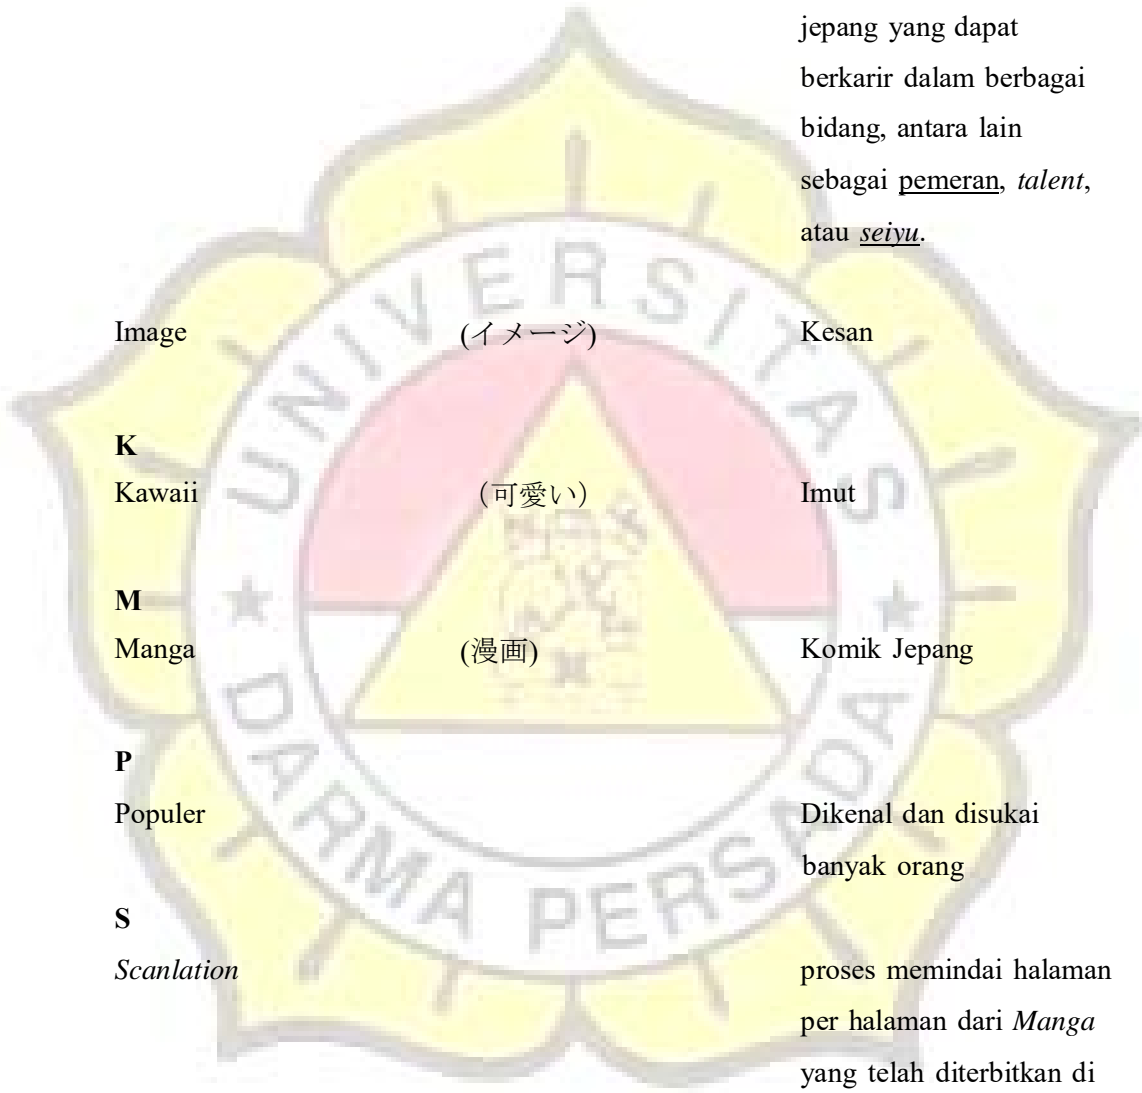 jepang yang dapat
berkarir dalam berbagai
bidang, antara lain
sebagai pemeran, talent,
atau seiyu.
Image (イメージ) Kesan
K
Kawaii （可愛い） Imut
M
Manga (漫画) Komik Jepang
P
Populer Dikenal dan disukai
banyak orang
S
Scanlation proses memindai halaman
per halaman dari Manga
yang telah diterbitkan di
UNIVERSITAS
DARMA PERSADA